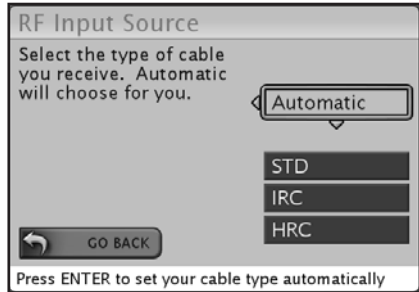 RF Input Source
Select the type of cable
you receive. Automatic
will choose for you.
Automatic
STD
IRC
HRC
GO BACK
Press ENTER to set your cable type automatically